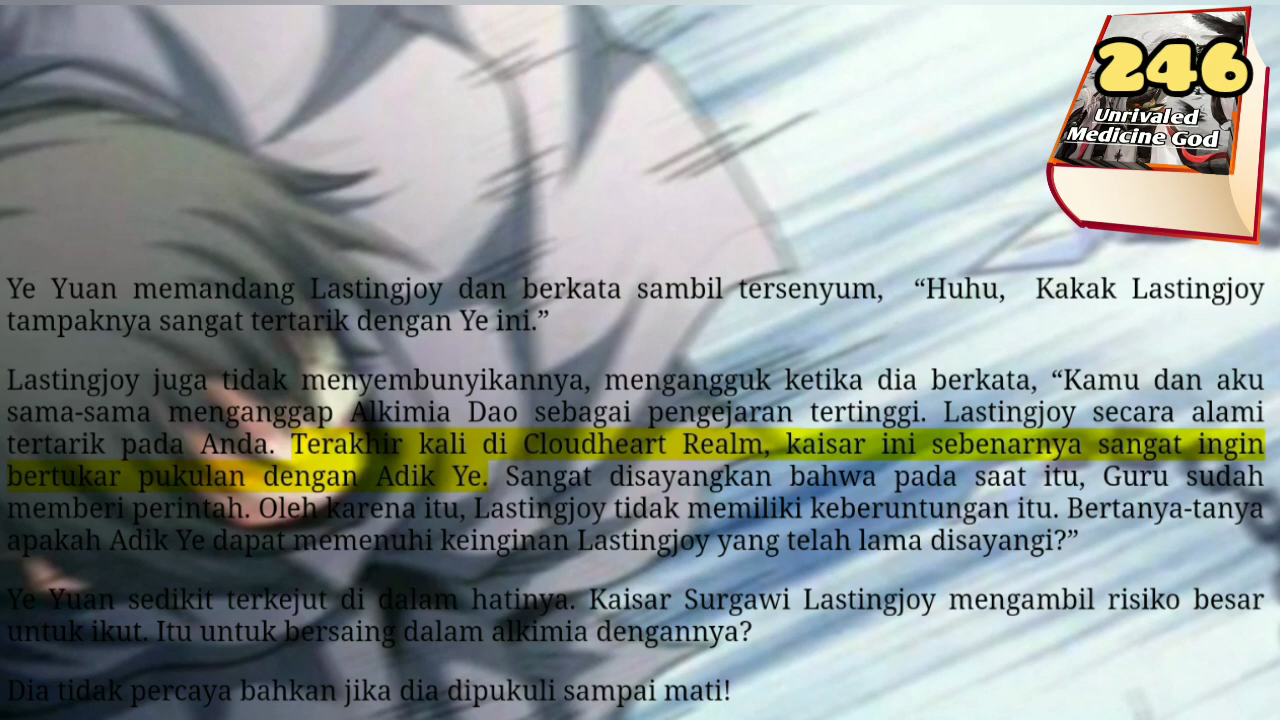 246
Unrivaled
Medicine God
Ye Yuan memandang Lastingjoy dan berkata sambil tersenyum, “Huhu, Kakak Lastingjoy
tampaknya sangat tertarik dengan Ye ini.”
Lastingjoy juga tidak menyembunyikannya, mengangguk ketika dia berkata, “Kamu dan aku
sama-sama menganggap Alkimia Dao sebagai pengejaran tertinggi. Lastingjoy secara alami
tertarik pada Anda. Terakhir kali di Cloudheart Realm, kaisar ini sebenarnya sangat ingin
bertukar pukulan dengan Adik Ye. Sangat disayangkan bahwa pada saat itu, Guru sudah
memberi perintah. Oleh karena itu, Lastingjoy tidak memiliki keberuntungan itu. Bertanya-tanya
apakah Adik Ye dapat memenuhi keinginan Lastingjoy yang telah lama disayangi?”
Ye Yuan sedikit terkejut di dalam hatinya. Kaisar Surgawi Lastingjoy mengambil risiko besar
untuk ikut. Itu untuk bersaing dalam alkimia dengannya?
Dia tidak percaya bahkan jika dia dipukuli sampai mati!